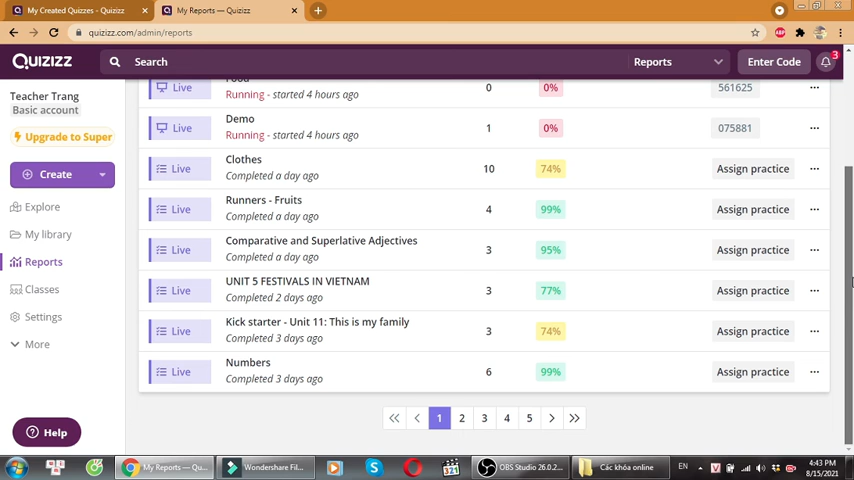 My Created Quizzes - Quizizz
My Reports — Quizizz
quizizz.com/admin/reports
ABP
QUIZIZZ
Search
Reports
Enter Code
3
Teacher Trang
Basic account
Upgrade to Super
Create
Explore
My library
Reports
Classes
Settings
More
Help
Live
Food
Running - started 4 hours ago
0
0%
561625
Live
Demo
Running - started 4 hours ago
1
0%
075881
Live
Clothes
Completed a day ago
10
74%
Assign practice
Live
Runners - Fruits
Completed a day ago
4
99%
Assign practice
Live
Comparative and Superlative Adjectives
Completed a day ago
3
95%
Assign practice
Live
UNIT 5 FESTIVALS IN VIETNAM
Completed 2 days ago
3
77%
Assign practice
Live
Kick starter - Unit 11: This is my family
Completed 3 days ago
3
74%
Assign practice
Live
Numbers
Completed 3 days ago
6
99%
Assign practice
1 2 3 4 5
My Reports — Q...
Wondershare Fil...
OBS Studio 26.0.2...
Các khóa online
EN
4:43 PM
8/15/2021